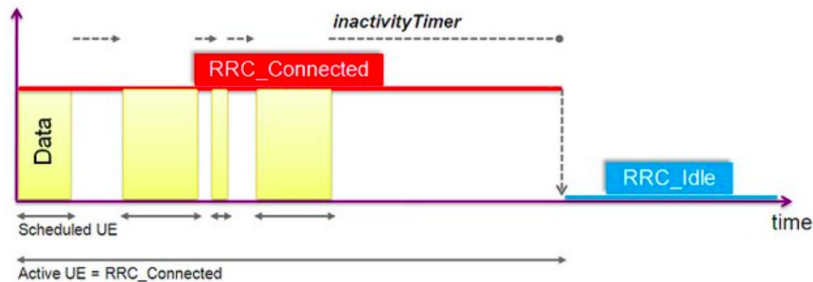 inactivityTimer
RRC_Connected
Data
RRC_Idle
time
Scheduled UE
Active UE = RRC_Connected